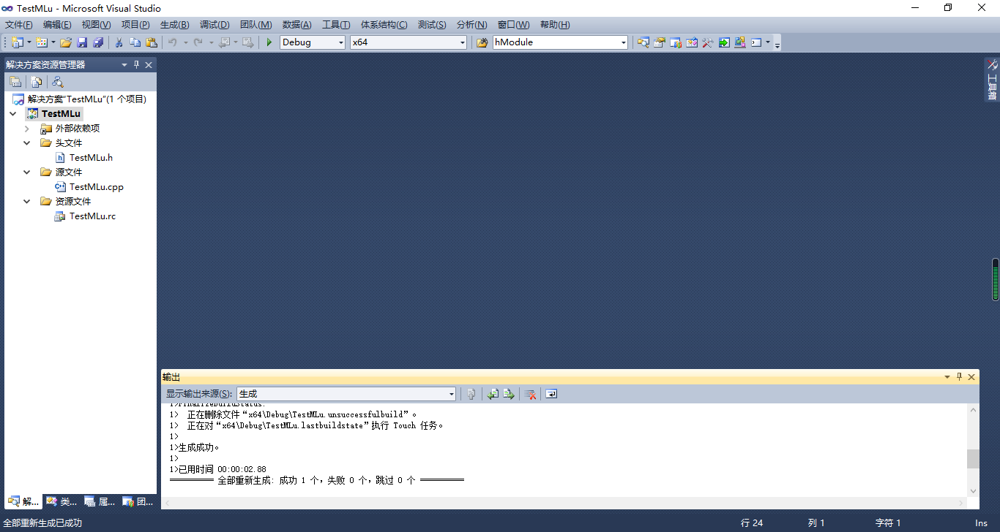 TestMLu - Microsoft Visual Studio
文件(F) 编辑(E) 视图(V) 项目(P) 生成(B) 调试(D) 团队(M) 数据(A) 工具(T) 体系结构(C) 测试(S) 分析(N) 窗口(W) 帮助(H)
Debug x64 hModule
解决方案资源管理器
工具箱
解决方案“TestMLu”(1 个项目)
TestMLu
外部依赖项
头文件
TestMLu.h
源文件
TestMLu.cpp
资源文件
TestMLu.rc
解... 类... 属... 团...
输出
显示输出来源(S): 生成
1>FinalizeBuildStatus:
1> 正在删除文件“x64\Debug\TestMLu.unsuccessfulbuild”。
1> 正在对“x64\Debug\TestMLu.lastbuildstate”执行 Touch 任务。
1>
1>生成成功。
1>
1>已用时间 00:00:02.88
========== 全部重新生成: 成功 1 个，失败 0 个，跳过 0 个 ==========
全部重新生成已成功 行 24 列 1 字符 1 Ins